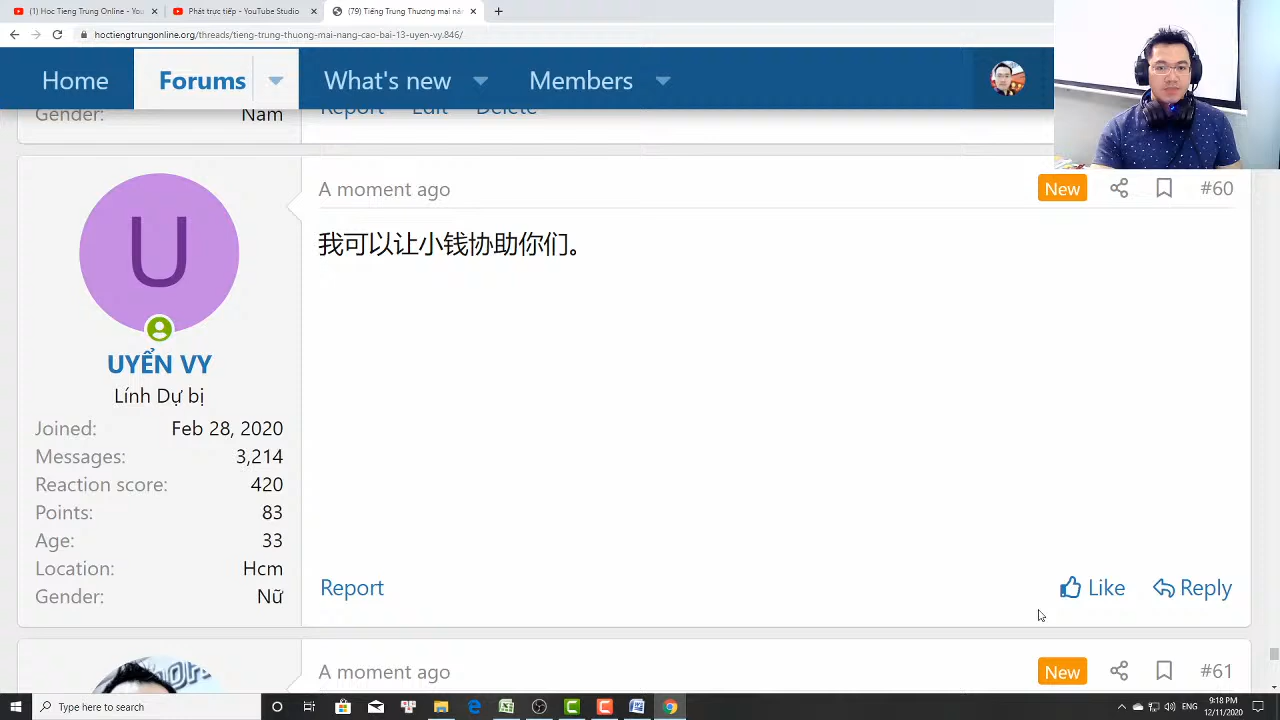 (1) Học Tiếng Trung Online - You
Phát trực tiếp - YouTube Studio
(79) Tiếng Trung Thương mại nâ
hoctiengtrungonline.org/threads/tieng-trung-thuong-mai-nang-cao-bai-13-uyen-vy.846/
Home
Forums
What's new
Members
Gender:
Nam
Report
Edit
Delete
A moment ago
New
#60
我可以让小钱协助你们。
U
UYỂN VY
Lính Dự bị
Joined: Feb 28, 2020
Messages: 3,214
Reaction score: 420
Points: 83
Age: 33
Location: Hcm
Gender: Nữ
Report
Like
Reply
A moment ago
New
#61
Type here to search
ENG
9:18 PM
12/11/2020